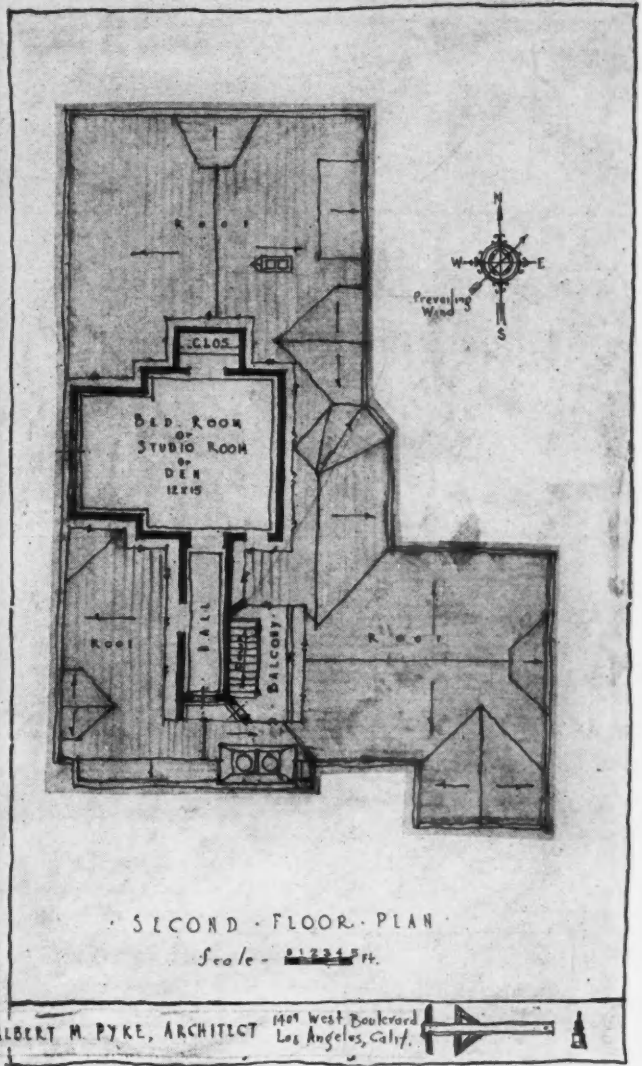 Roof
N
W
E
S
Prevailing
Wind
CLOS.
BED. ROOM
or
STUDIO ROOM
or
DEN
12x15
HALL
BALCONY
Roof
Roof
· SECOND · FLOOR · PLAN ·
Scale - 0 1 2 3 4 5 Ft.
ALBERT M. PYKE, ARCHITECT
1409 West Boulevard
Los Angeles, Calif.